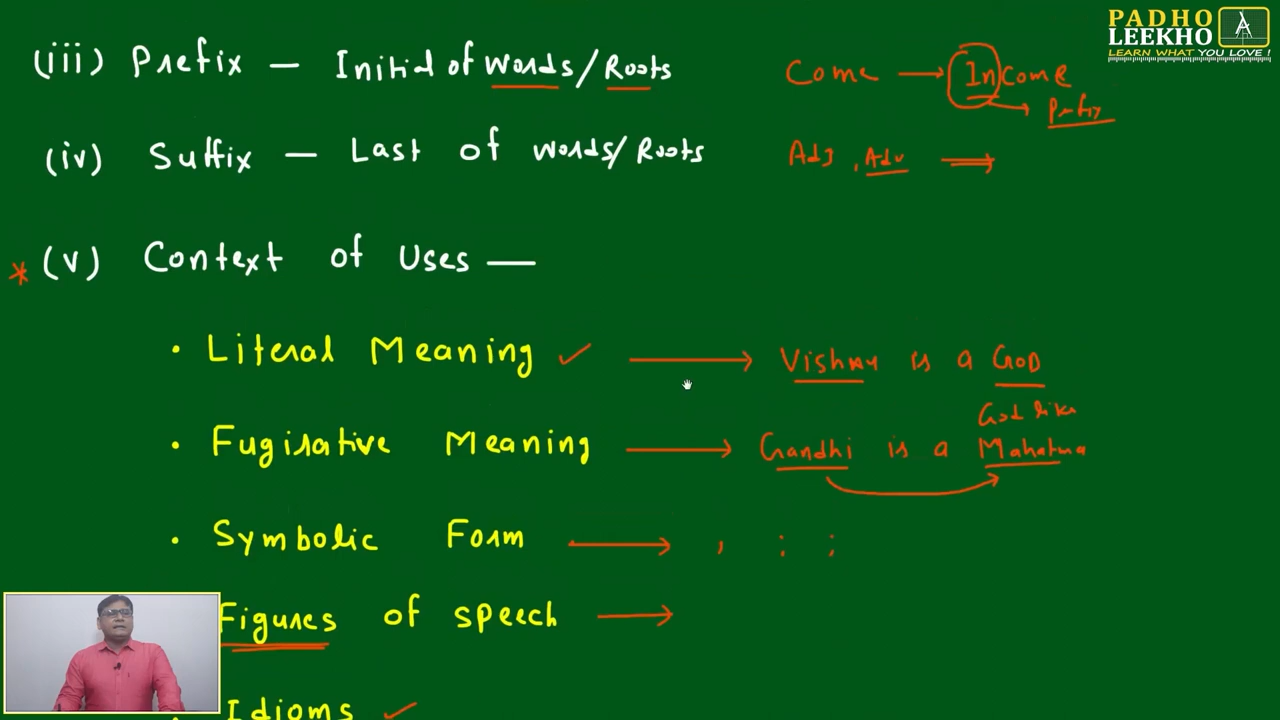 PADHO
LEEKHO
LEARN WHAT YOU LOVE !
(iii) Prefix — Initial of words/Roots
Come → InCome
Prefix
(iv) Suffix — Last of words/Roots
Adj , Adv
* (v) Context of Uses —
• Literal Meaning ✓ → Vishnu is a GOD
God like
• Fugirative Meaning → Gandhi is a Mahatma
• Symbolic Form → , : ;
Figures of speech →
Idioms ✓